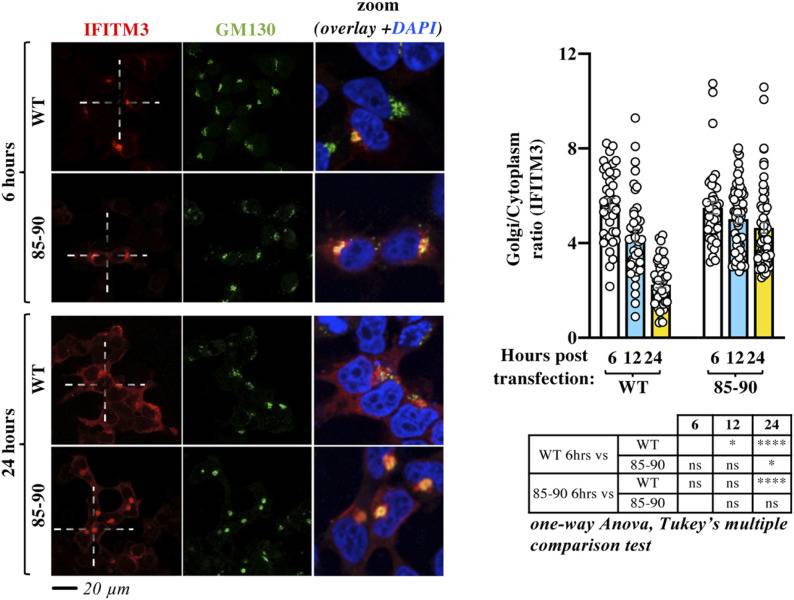 zoom
IFITM3 GM130 (overlay +DAPI)
6 hours
WT
85-90
24 hours
WT
85-90
20 µm
Golgi/Cytoplasm
ratio (IFITM3)
12
8
4
0
Hours post 6 12 24 6 12 24
transfection: WT 85-90
6 12 24
WT 6hrs vs WT * ****
85-90 ns ns *
85-90 6hrs vs WT ns ns ****
85-90 ns ns
one-way Anova, Tukey's multiple
comparison test